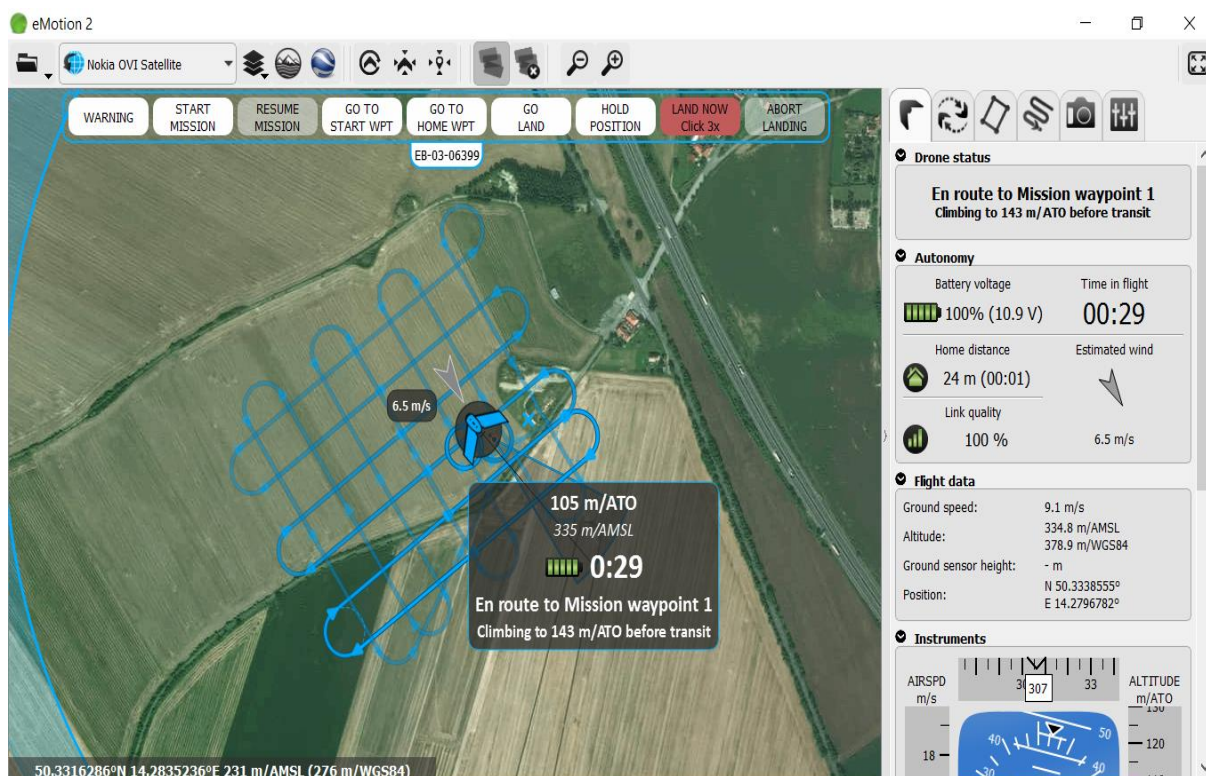 eMotion 2
Nokia OVI Satellite
WARNING
START MISSION
RESUME MISSION
GO TO START WPT
GO TO HOME WPT
GO LAND
HOLD POSITION
LAND NOW Click 3x
ABORT LANDING
EB-03-06399
6.5 m/s
105 m/ATO
335 m/AMSL
0:29
En route to Mission waypoint 1
Climbing to 143 m/ATO before transit
50.3316286°N 14.2835236°E 231 m/AMSL (276 m/WGS84)
Drone status
En route to Mission waypoint 1
Climbing to 143 m/ATO before transit
Autonomy
Battery voltage
Time in flight
100% (10.9 V)
00:29
Home distance
Estimated wind
24 m (00:01)
Link quality
100 %
6.5 m/s
Flight data
Ground speed: 9.1 m/s
Altitude: 334.8 m/AMSL
378.9 m/WGS84
Ground sensor height: - m
Position: N 50.3338555°
E 14.2796782°
Instruments
AIRSPD
m/s
307
33
ALTITUDE
m/ATO
130
120
18
40
50
40
30